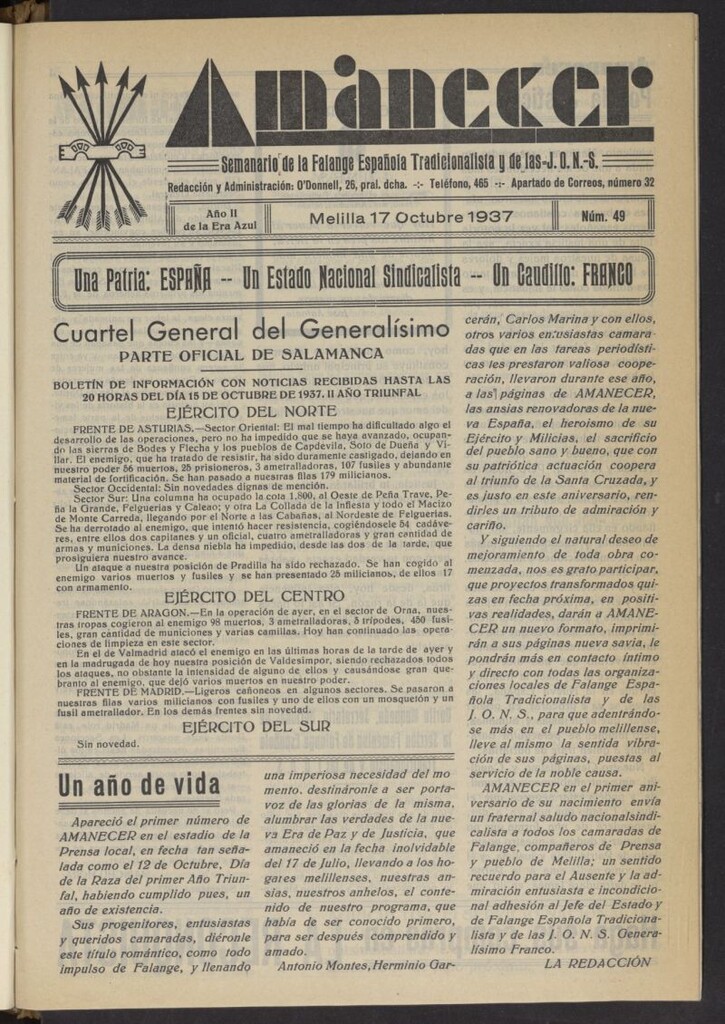 Amanecer
Semanario de la Falange Española Tradicionalista y de las J. O. N.-S.
Redacción y Administración: O'Donnell, 26, pral. dcha. -:- Teléfono, 465 -:- Apartado de Correos, número 32
Año II
de la Era Azul
Melilla 17 Octubre 1937
Núm. 49
Una Patria: ESPAÑA -- Un Estado Nacional Sindicalista -- Un Caudillo: FRANCO
Cuartel General del Generalísimo
PARTE OFICIAL DE SALAMANCA
BOLETÍN DE INFORMACIÓN CON NOTICIAS RECIBIDAS HASTA LAS
20 HORAS DEL DÍA 15 DE OCTUBRE DE 1937. II AÑO TRIUNFAL
EJÉRCITO DEL NORTE
FRENTE DE ASTURIAS.—Sector Oriental: El mal tiempo ha dificultado algo el
desarrollo de las operaciones, pero no ha impedido que se haya avanzado, ocupan-
do las sierras de Bodes y Flecha y los pueblos de Capdevila, Soto de Dueña y Vi-
llar. El enemigo, que ha tratado de resistir, ha sido duramente castigado, dejando en
nuestro poder 56 muertos, 25 prisioneros, 3 ametralladoras, 107 fusiles y abundante
material de fortificación. Se han pasado a nuestras filas 179 milicianos.
Sector Occidental: Sin novedades dignas de mención.
Sector Sur: Una columna ha ocupado la cota 1.800, al Oeste de Peña Trave, Pe-
ña la Grande, Felguerias y Caleao; y otra La Collada de la Infiesta y todo el Macizo
de Monte Carreda, llegando por el Norte a las Cabañas, al Nordeste de Felguerias.
Se ha derrotado al enemigo, que intentó hacer resistencia, cogiéndosele 54 cadáve-
res, entre ellos dos capitanes y un oficial, cuatro ametralladoras y gran cantidad de
armas y municiones. La densa niebla ha impedido, desde las dos de la tarde, que
prosiguiera nuestro avance.
Un ataque a nuestra posición de Pradilla ha sido rechazado. Se han cogido al
enemigo varios muertos y fusiles y se han presentado 25 milicianos, de ellos 17
con armamento.
EJÉRCITO DEL CENTRO
FRENTE DE ARAGON.—En la operación de ayer, en el sector de Orna, nues-
tras tropas cogieron al enemigo 98 muertos, 3 ametralladoras, 5 trípodes, 450 fusi-
les, gran cantidad de municiones y varias camillas. Hoy han continuado las opera-
ciones de limpieza en este sector.
En el de Valmadrid atacó el enemigo en las últimas horas de la tarde de ayer y
en la madrugada de hoy nuestra posición de Valdesimpor, siendo rechazados todos
los ataques, no obstante la intensidad de alguno de ellos y causándose gran que-
branto al enemigo, que dejó varios muertos en nuestro poder.
FRENTE DE MADRID.—Ligeros cañoneos en algunos sectores. Se pasaron a
nuestras filas varios milicianos con fusiles y uno de ellos con un mosquetón y un
fusil ametrallador. En los demás frentes sin novedad.
EJÉRCITO DEL SUR
Sin novedad.
Un año de vida
Apareció el primer número de
AMANECER en el estadio de la
Prensa local, en fecha tan seña-
lada como el 12 de Octubre, Día
de la Raza del primer Año Triun-
fal, habiendo cumplido pues, un
año de existencia.
Sus progenitores, entusiastas
y queridos camaradas, diéronle
este título romántico, como todo
impulso de Falange, y llenando
una imperiosa necesidad del mo-
mento, destináronle a ser porta-
voz de las glorias de la misma,
alumbrar las verdades de la nue-
va Era de Paz y de Justicia, que
amaneció en la fecha inolvidable
del 17 de Julio, llevando a los ho-
gares melillenses, nuestras an-
sias, nuestros anhelos, el conte-
nido de nuestro programa, que
había de ser conocido primero,
para ser después comprendido y
amado.
Antonio Montes, Herminio Gar-
cerán, Carlos Marina y con ellos,
otros varios entusiastas camara-
das que en las tareas periodísti-
cas les prestaron valiosa coope-
ración, llevaron durante ese año,
a las páginas de AMANECER,
las ansias renovadoras de la nue-
va España, el heroismo de su
Ejército y Milicias, el sacrificio
del pueblo sano y bueno, que con
su patriótica actuación coopera
al triunfo de la Santa Cruzada, y
es justo en este aniversario, ren-
dirles un tributo de admiración y
cariño.
Y siguiendo el natural deseo de
mejoramiento de toda obra co-
menzada, nos es grato participar,
que proyectos transformados qui-
zas en fecha próxima, en positi-
vas realidades, darán a AMANE-
CER un nuevo formato, imprimi-
rán a sus páginas nueva savia, le
pondrán más en contacto íntimo
y directo con todas las organiza-
ciones locales de Falange Espa-
ñola Tradicionalista y de las
J. O. N. S., para que adentrándo-
se más en el pueblo melillense,
lleve al mismo la sentida vibra-
ción de sus páginas, puestas al
servicio de la noble causa.
AMANECER en el primer ani-
versario de su nacimiento envía
un fraternal saludo nacionalsindi-
calista a todos los camaradas de
Falange, compañeros de Prensa
y pueblo de Melilla; un sentido
recuerdo para el Ausente y la ad-
miración entusiasta e incondicio-
nal adhesión al Jefe del Estado y
de Falange Española Tradiciona-
lista y de las J. O. N. S. Genera-
lísimo Franco.
LA REDACCIÓN